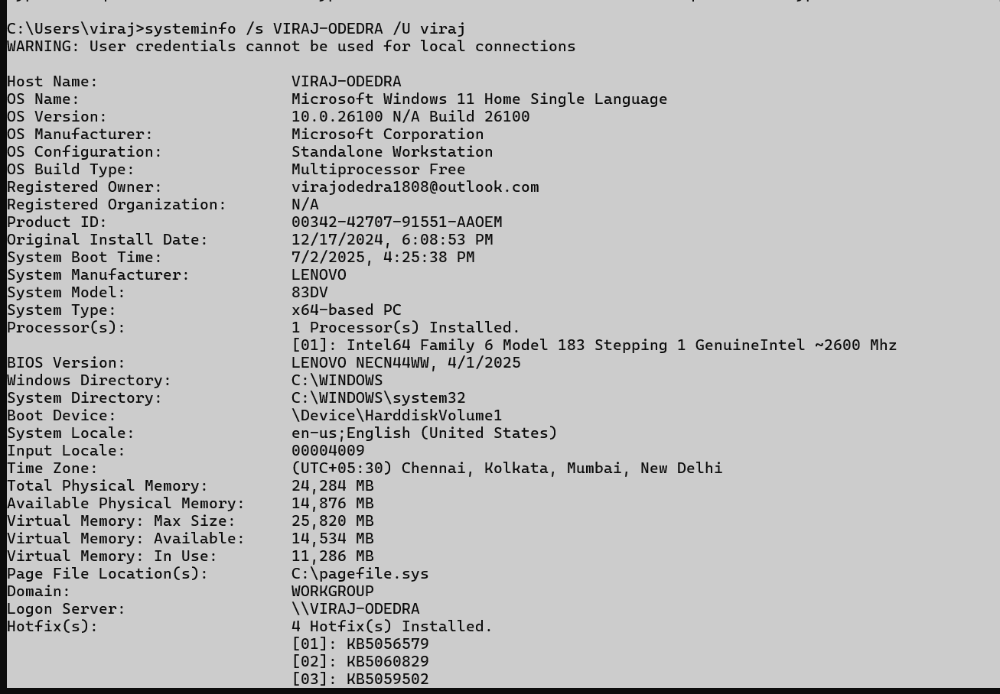 C:\Users\viraj>systeminfo /s VIRAJ-ODEDRA /U viraj
WARNING: User credentials cannot be used for local connections
Host Name: VIRAJ-ODEDRA
OS Name: Microsoft Windows 11 Home Single Language
OS Version: 10.0.26100 N/A Build 26100
OS Manufacturer: Microsoft Corporation
OS Configuration: Standalone Workstation
OS Build Type: Multiprocessor Free
Registered Owner: virajodedra1808@outlook.com
Registered Organization: N/A
Product ID: 00342-42707-91551-AAOEM
Original Install Date: 12/17/2024, 6:08:53 PM
System Boot Time: 7/2/2025, 4:25:38 PM
System Manufacturer: LENOVO
System Model: 83DV
System Type: x64-based PC
Processor(s): 1 Processor(s) Installed.
[01]: Intel64 Family 6 Model 183 Stepping 1 GenuineIntel ~2600 Mhz
BIOS Version: LENOVO NECN44WW, 4/1/2025
Windows Directory: C:\WINDOWS
System Directory: C:\WINDOWS\system32
Boot Device: \Device\HarddiskVolume1
System Locale: en-us;English (United States)
Input Locale: 00004009
Time Zone: (UTC+05:30) Chennai, Kolkata, Mumbai, New Delhi
Total Physical Memory: 24,284 MB
Available Physical Memory: 14,876 MB
Virtual Memory: Max Size: 25,820 MB
Virtual Memory: Available: 14,534 MB
Virtual Memory: In Use: 11,286 MB
Page File Location(s): C:\pagefile.sys
Domain: WORKGROUP
Logon Server: \\VIRAJ-ODEDRA
Hotfix(s): 4 Hotfix(s) Installed.
[01]: KB5056579
[02]: KB5060829
[03]: KB5059502